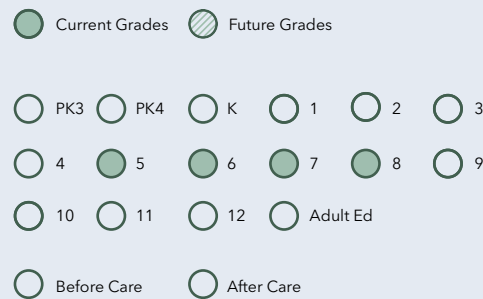 Current Grades Future Grades
PK3 PK4 K 1 2 3
4 5 6 7 8 9
10 11 12 Adult Ed
Before Care After Care